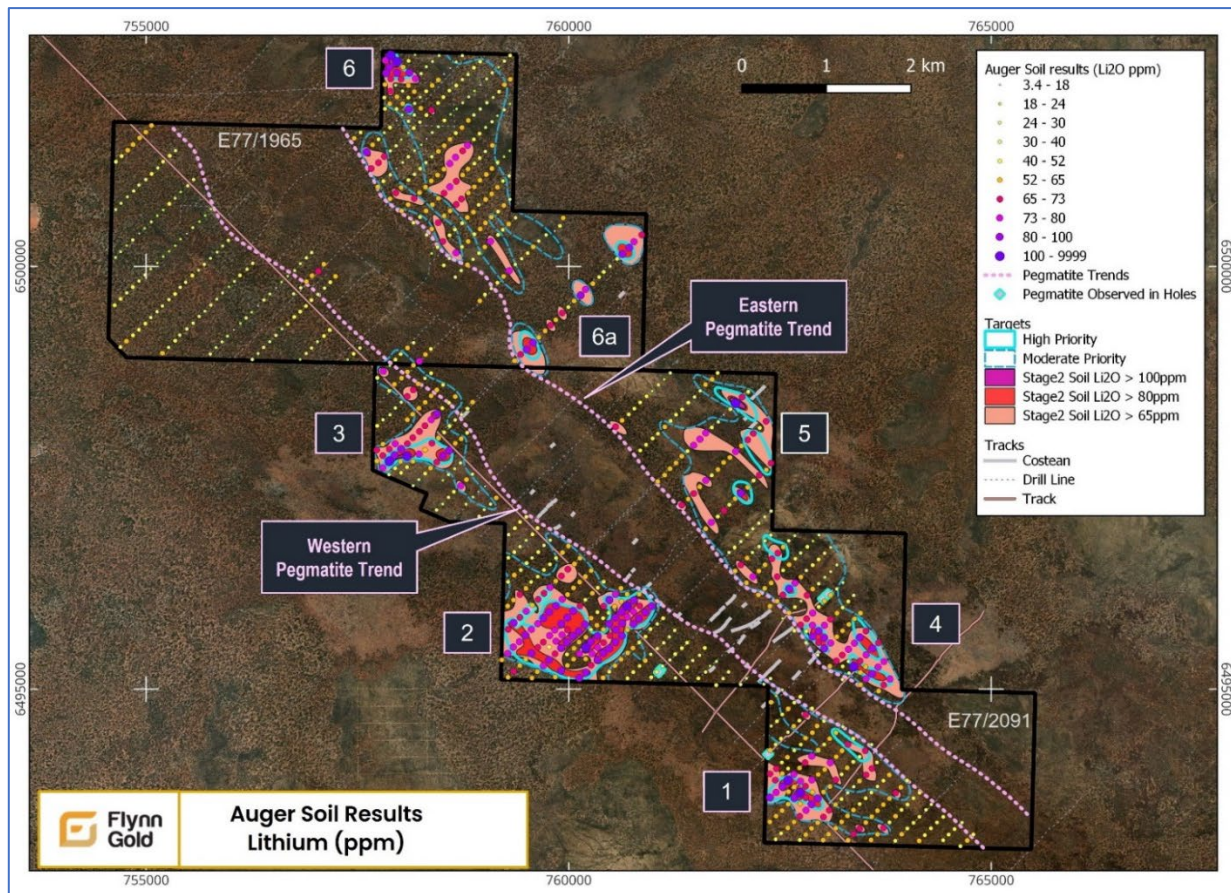 755000
760000
765000
6
0
1
2 km
E77/1965
Auger Soil results (Li2O ppm)
3.4 - 18
18 - 24
24 - 30
30 - 40
40 - 52
52 - 65
65 - 73
73 - 80
80 - 100
100 - 9999
Pegmatite Trends
Pegmatite Observed in Holes
Targets
High Priority
Moderate Priority
Stage2 Soil Li2O > 100ppm
Stage2 Soil Li2O > 80ppm
Stage2 Soil Li2O > 65ppm
Tracks
Costean
Drill Line
Track
6500000
6500000
Eastern
Pegmatite Trend
6a
3
5
Western
Pegmatite Trend
2
4
6495000
6495000
E77/2091
1
Flynn
Gold
Auger Soil Results
Lithium (ppm)
755000
760000
765000